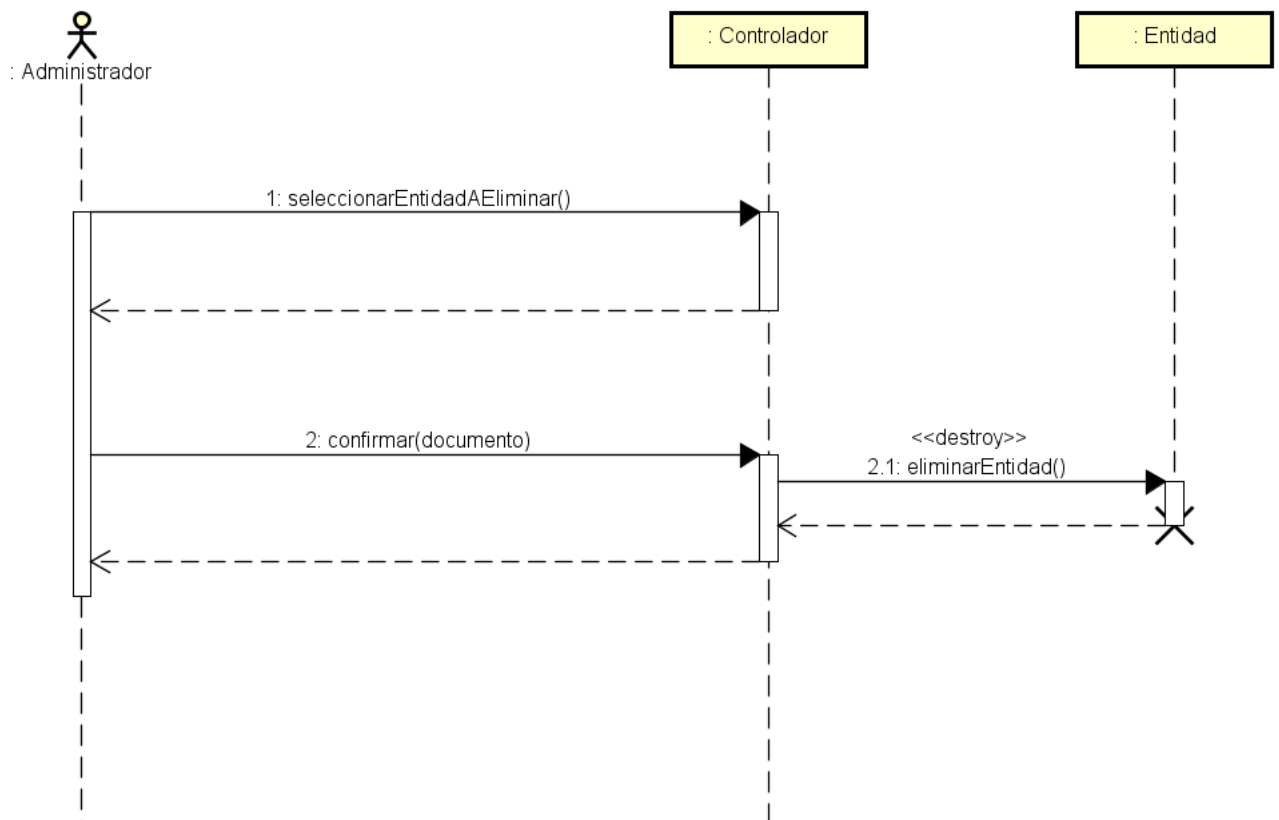 : Administrador
: Controlador
: Entidad
1: seleccionarEntidadAEliminar()
2: confirmar(documento)
<<destroy>>
2.1: eliminarEntidad()